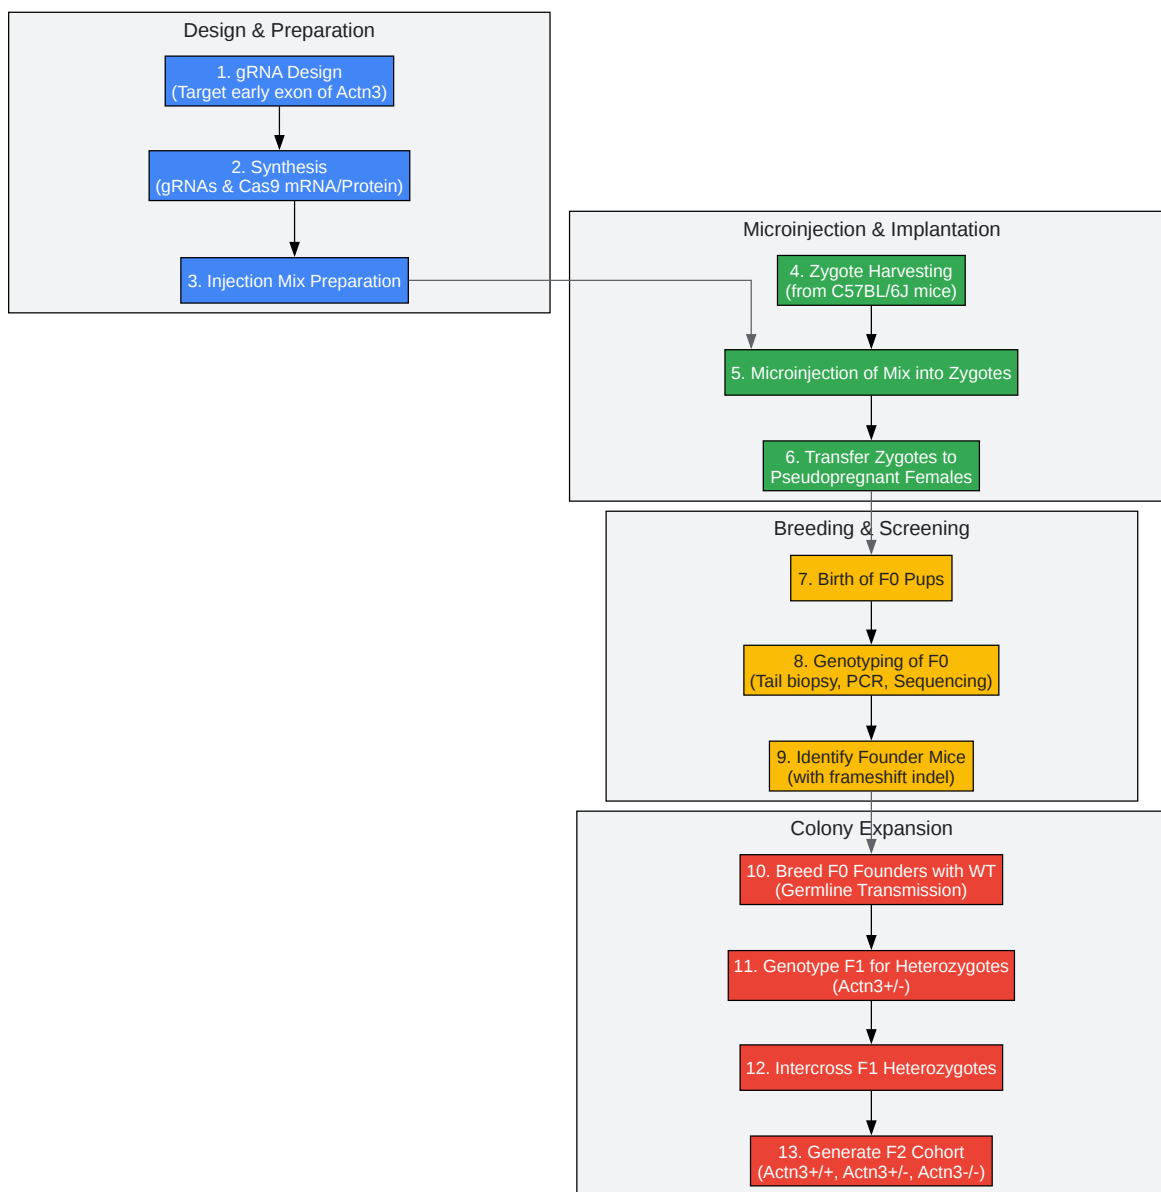 Design & Preparation
1. gRNA Design
(Target early exon of Actn3)
2. Synthesis
(gRNAs & Cas9 mRNA/Protein)
3. Injection Mix Preparation
Microinjection & Implantation
4. Zygote Harvesting
(from C57BL/6J mice)
5. Microinjection of Mix into Zygotes
6. Transfer Zygotes to
Pseudopregnant Females
Breeding & Screening
7. Birth of F0 Pups
8. Genotyping of F0
(Tail biopsy, PCR, Sequencing)
9. Identify Founder Mice
(with frameshift indel)
Colony Expansion
10. Breed F0 Founders with WT
(Germline Transmission)
11. Genotype F1 for Heterozygotes
(Actn3+/-)
12. Intercross F1 Heterozygotes
13. Generate F2 Cohort
(Actn3+/+, Actn3+/-, Actn3-/-)